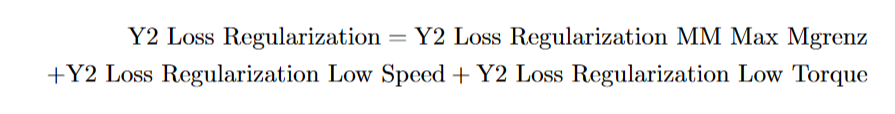 Y2 Loss Regularization = Y2 Loss Regularization MM Max Mgrenz
+Y2 Loss Regularization Low Speed + Y2 Loss Regularization Low Torque